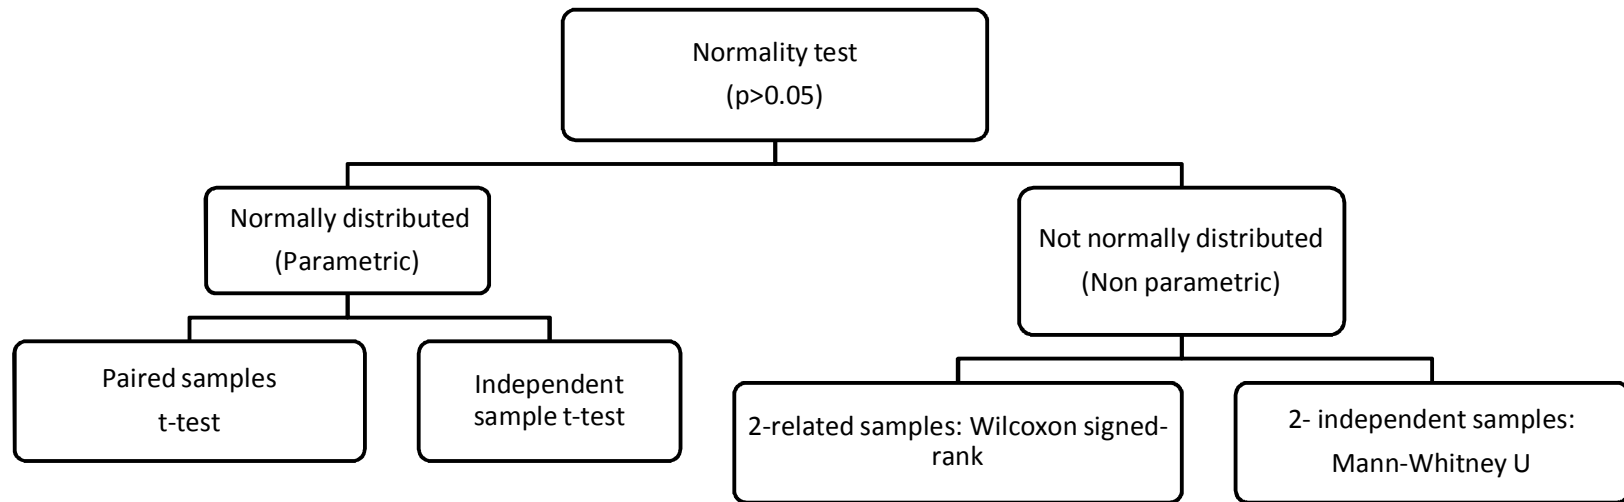 Normality test
(p>0.05)
Normally distributed
(Parametric)
Not normally distributed
(Non parametric)
Paired samples
t-test
Independent
sample t-test
2-related samples: Wilcoxon signed-
rank
2- independent samples:
Mann-Whitney U